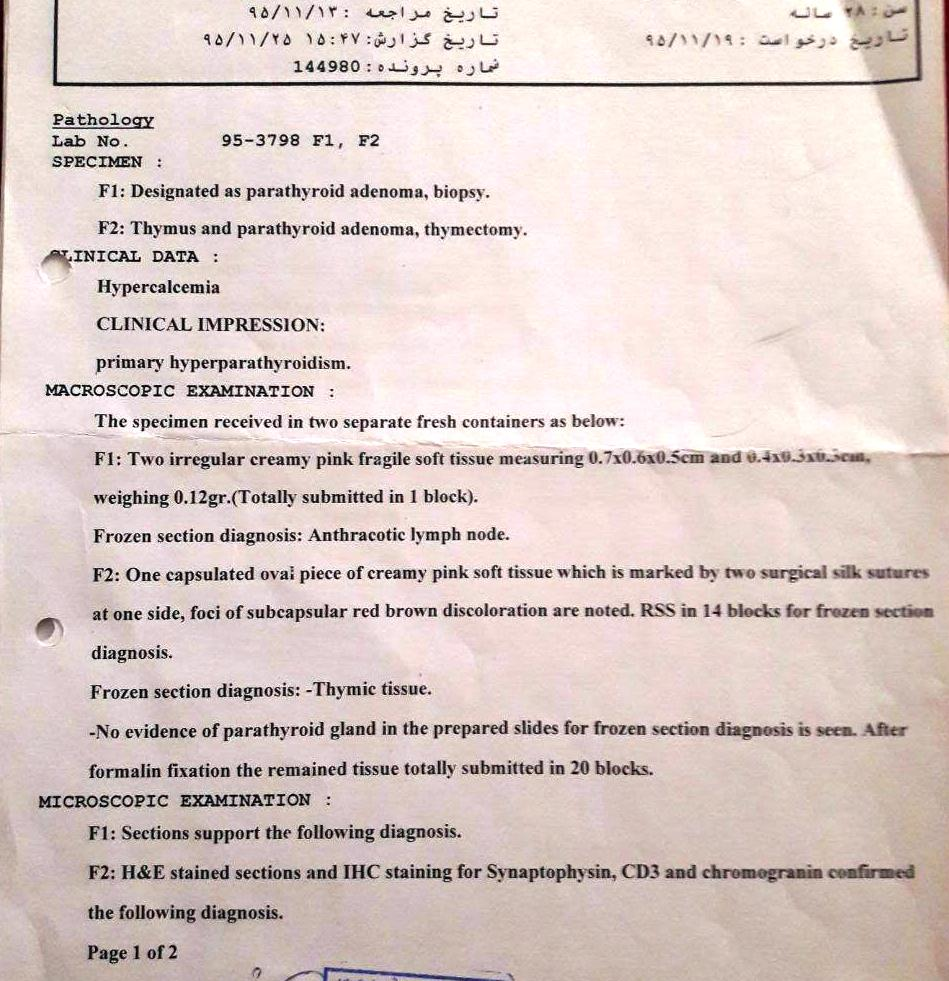 سن : ۲۸ ساله
تاریخ مراجعه : ۹۵/۱۱/۱۳
تاریخ درخواست : ۹۵/۱۱/۱۹
تاریخ گزارش: ۱۵:۴۷ ۹۵/۱۱/۲۵
شماره پرونده : 144980
Pathology
Lab No. 95-3798 F1, F2
SPECIMEN :
F1: Designated as parathyroid adenoma, biopsy.
F2: Thymus and parathyroid adenoma, thymectomy.
CLINICAL DATA :
Hypercalcemia
CLINICAL IMPRESSION:
primary hyperparathyroidism.
MACROSCOPIC EXAMINATION :
The specimen received in two separate fresh containers as below:
F1: Two irregular creamy pink fragile soft tissue measuring 0.7x0.6x0.5cm and 0.4x0.3x0.3cm,
weighing 0.12gr.(Totally submitted in 1 block).
Frozen section diagnosis: Anthracotic lymph node.
F2: One capsulated oval piece of creamy pink soft tissue which is marked by two surgical silk sutures
at one side, foci of subcapsular red brown discoloration are noted. RSS in 14 blocks for frozen section
diagnosis.
Frozen section diagnosis: -Thymic tissue.
-No evidence of parathyroid gland in the prepared slides for frozen section diagnosis is seen. After
formalin fixation the remained tissue totally submitted in 20 blocks.
MICROSCOPIC EXAMINATION :
F1: Sections support the following diagnosis.
F2: H&E stained sections and IHC staining for Synaptophysin, CD3 and chromogranin confirmed
the following diagnosis.
Page 1 of 2